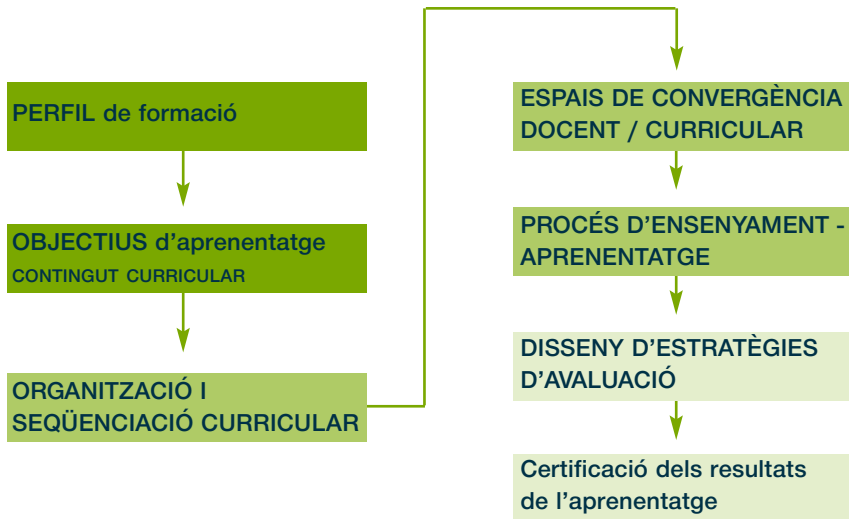 PERFIL de formació
OBJECTIUS d’aprenentatge
CONTINGUT CURRICULAR
ORGANITZACIÓ I
SEQÜENCIACIÓ CURRICULAR
ESPAIS DE CONVERGÈNCIA
DOCENT / CURRICULAR
PROCÉS D’ENSENYAMENT -
APRENENTATGE
DISSENY D’ESTRATÈGIES
D’AVALUACIÓ
Certificació dels resultats
de l’aprenentatge